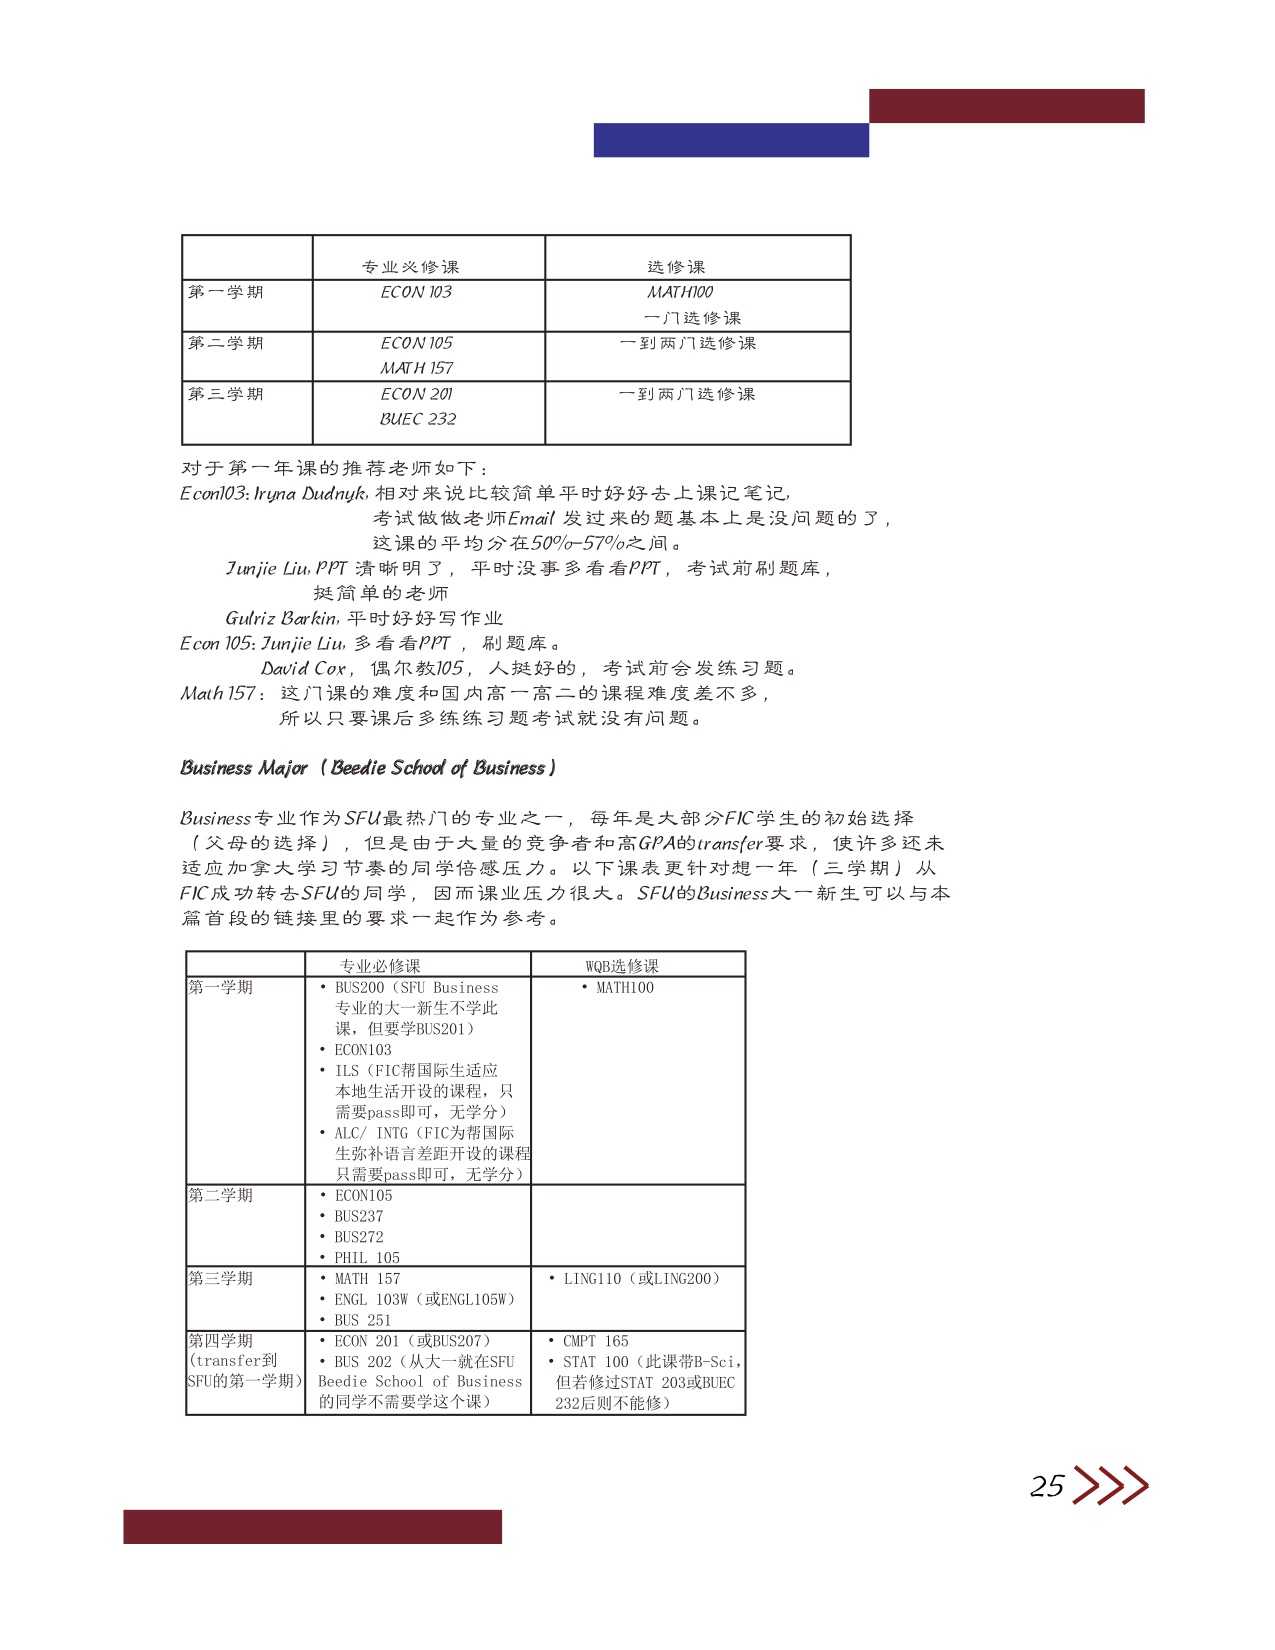 专业必修课 选修课
第一学期 ECON 103 MATH100
一门选修课
第二学期 ECON 105 一到两门选修课
MATH 157
第三学期 ECON 201 一到两门选修课
BUEC 232
对于第一年课的推荐老师如下：
Econ103: Iryna Dudnyk, 相对来说比较简单平时好好去上课记笔记,
考试做做老师Email 发过来的题基本上是没问题的了，
这课的平均分在50%-57%之间。
Junjie Liu, PPT 清晰明了，平时没事多看看PPT，考试前刷题库，
挺简单的老师
Gulriz Barkin, 平时好好写作业
Econ 105: Junjie Liu, 多看看PPT ，刷题库。
David Cox，偶尔教105，人挺好的，考试前会发练习题。
Math 157：这门课的难度和国内高一高二的课程难度差不多，
所以只要课后多练练习题考试就没有问题。
Business Major（Beedie School of Business）
Business专业作为SFU最热门的专业之一，每年是大部分FIC学生的初始选择
（父母的选择），但是由于大量的竞争者和高GPA的transfer要求，使许多还未
适应加拿大学习节奏的同学倍感压力。以下课表更针对想一年（三学期）从
FIC成功转去SFU的同学，因而课业压力很大。SFU的Business大一新生可以与本
篇首段的链接里的要求一起作为参考。
专业必修课 WQB选修课
第一学期 • BUS200（SFU Business • MATH100
专业的大一新生不学此
课，但要学BUS201）
• ECON103
• ILS（FIC帮国际生适应
本地生活开设的课程，只
需要pass即可，无学分）
• ALC/ INTG（FIC为帮国际
生弥补语言差距开设的课程
只需要pass即可，无学分）
第二学期 • ECON105
• BUS237
• BUS272
• PHIL 105
第三学期 • MATH 157 • LING110（或LING200）
• ENGL 103W（或ENGL105W）
• BUS 251
第四学期 • ECON 201（或BUS207） • CMPT 165
(transfer到 • BUS 202（从大一就在SFU • STAT 100（此课带B-Sci,
SFU的第一学期) Beedie School of Business 但若修过STAT 203或BUEC
的同学不需要学这个课） 232后则不能修）
25